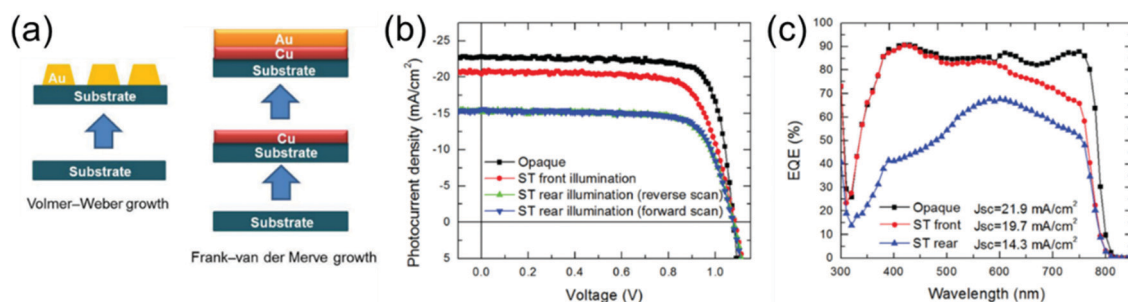 (a)
Au
Substrate
Substrate
Volmer–Weber growth
Au
Cu
Substrate
Cu
Substrate
Substrate
Frank–van der Merve growth
(b)
Photocurrent density (mA/cm²)
-25
-20
-15
-10
-5
0
5
Opaque
ST front illumination
ST rear illumination (reverse scan)
ST rear illumination (forward scan)
0.0 0.2 0.4 0.6 0.8 1.0
Voltage (V)
(c)
EQE (%)
100
90
80
70
60
50
40
30
20
10
0
Opaque Jsc=21.9 mA/cm²
ST front Jsc=19.7 mA/cm²
ST rear Jsc=14.3 mA/cm²
300 400 500 600 700 800
Wavelength (nm)